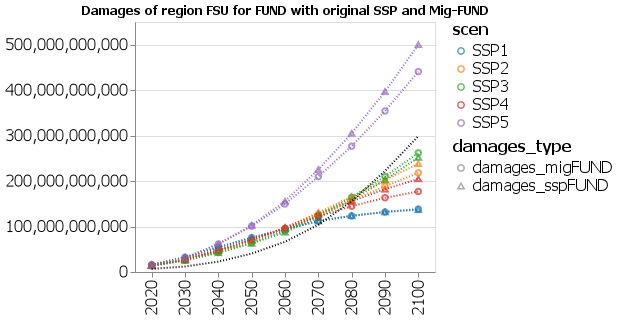 Damages of region FSU for FUND with original SSP and Mig-FUND
500,000,000,000
400,000,000,000
300,000,000,000
200,000,000,000
100,000,000,000
0
2020
2030
2040
2050
2060
2070
2080
2090
2100
scen
SSP1
SSP2
SSP3
SSP4
SSP5
damages_type
damages_migFUND
damages_sspFUND